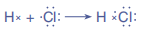 H× + ·Cl: → H ×Cl: